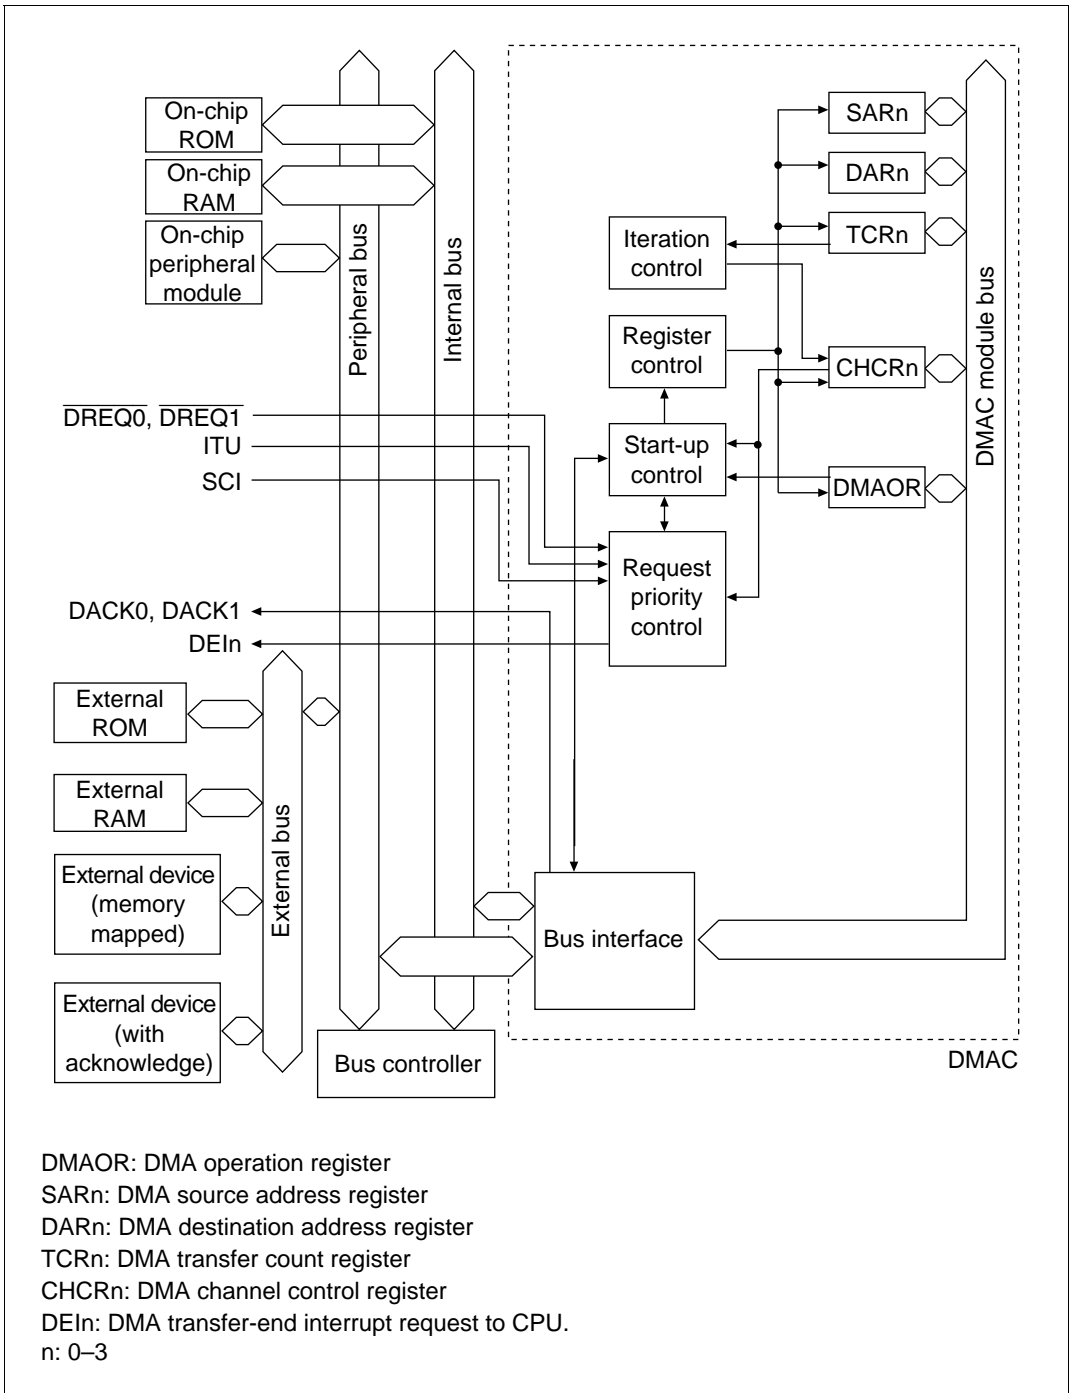 On-chip
ROM
On-chip
RAM
On-chip
peripheral
module
Peripheral bus
Internal bus
SARn
DARn
TCRn
Iteration
control
Register
control
CHCRn
DMAC module bus
DREQ0, DREQ1
ITU
SCI
Start-up
control
DMAOR
Request
priority
control
DACK0, DACK1
DEIn
External
ROM
External
RAM
External bus
External device
(memory
mapped)
Bus interface
External device
(with
acknowledge)
Bus controller
DMAC
DMAOR: DMA operation register
SARn: DMA source address register
DARn: DMA destination address register
TCRn: DMA transfer count register
CHCRn: DMA channel control register
DEIn: DMA transfer-end interrupt request to CPU.
n: 0–3